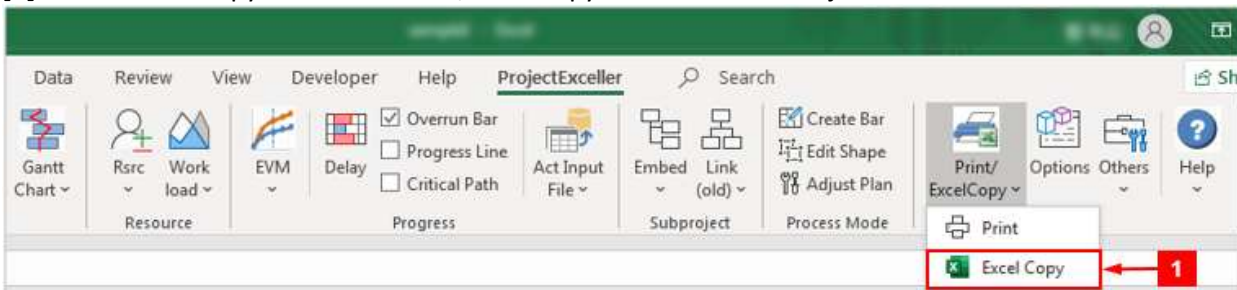 Data Review View Developer Help ProjectExceller Search Sh
Overrun Bar
Progress Line
Critical Path
Create Bar
Edit Shape
Adjust Plan
Gantt Chart
Rsrc
Work load
EVM
Delay
Act Input File
Embed
Link (old)
Print/ ExcelCopy
Options
Others
Help
Resource Progress Subproject Process Mode
Print
Excel Copy 1